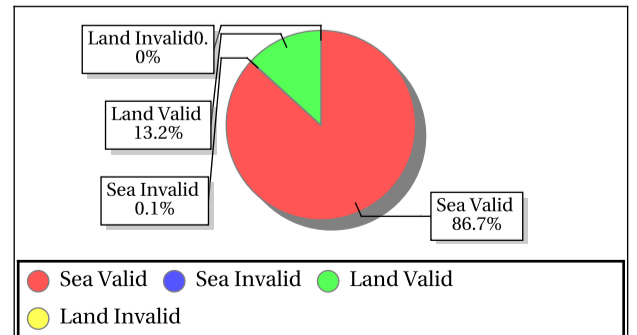 Land Invalid0.
0%
Land Valid
13.2%
Sea Invalid
0.1%
Sea Valid
86.7%
Sea Valid Sea Invalid Land Valid
Land Invalid